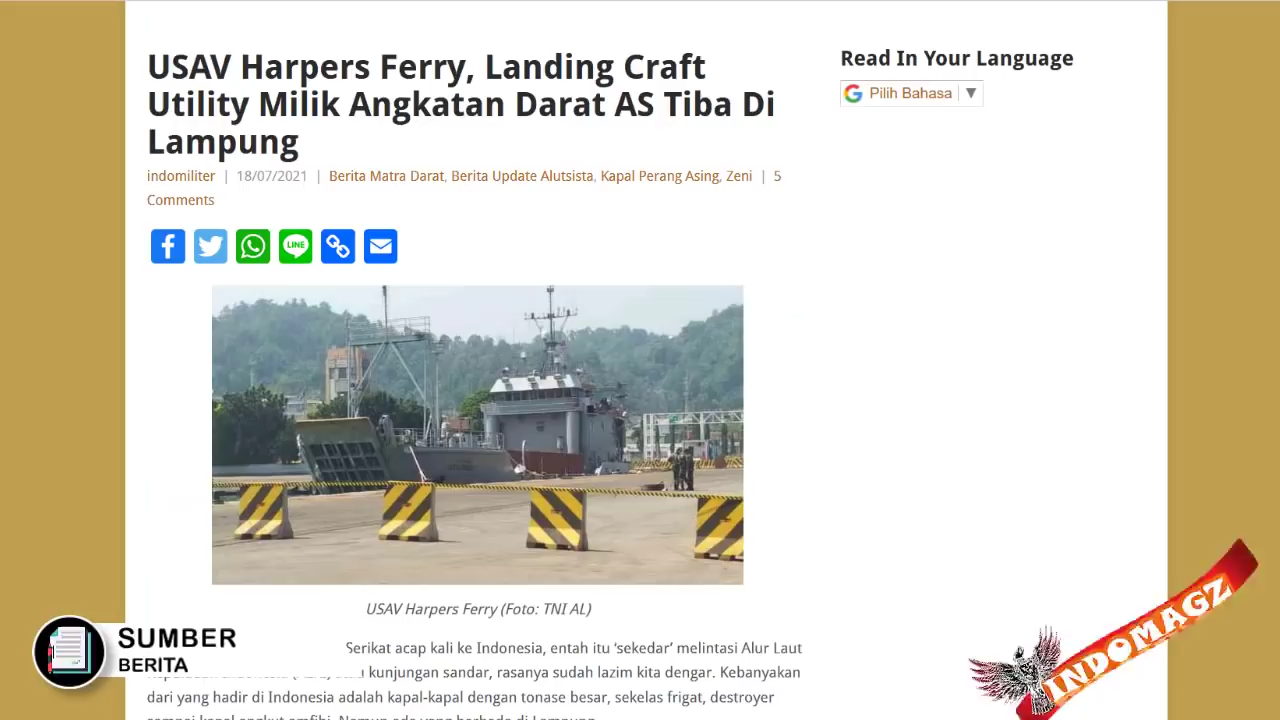 USAV Harpers Ferry, Landing Craft
Utility Milik Angkatan Darat AS Tiba Di
Lampung
indomiliter | 18/07/2021 | Berita Matra Darat, Berita Update Alutsista, Kapal Perang Asing, Zeni | 5
Comments
LINE
USAV Harpers Ferry (Foto: TNI AL)
Serikat acap kali ke Indonesia, entah itu ‘sekedar’ melintasi Alur Laut
kunjungan sandar, rasanya sudah lazim kita dengar. Kebanyakan
dari yang hadir di Indonesia adalah kapal-kapal dengan tonase besar, sekelas frigat, destroyer
Read In Your Language
Pilih Bahasa
SUMBER
BERITA
INDOMAGZ